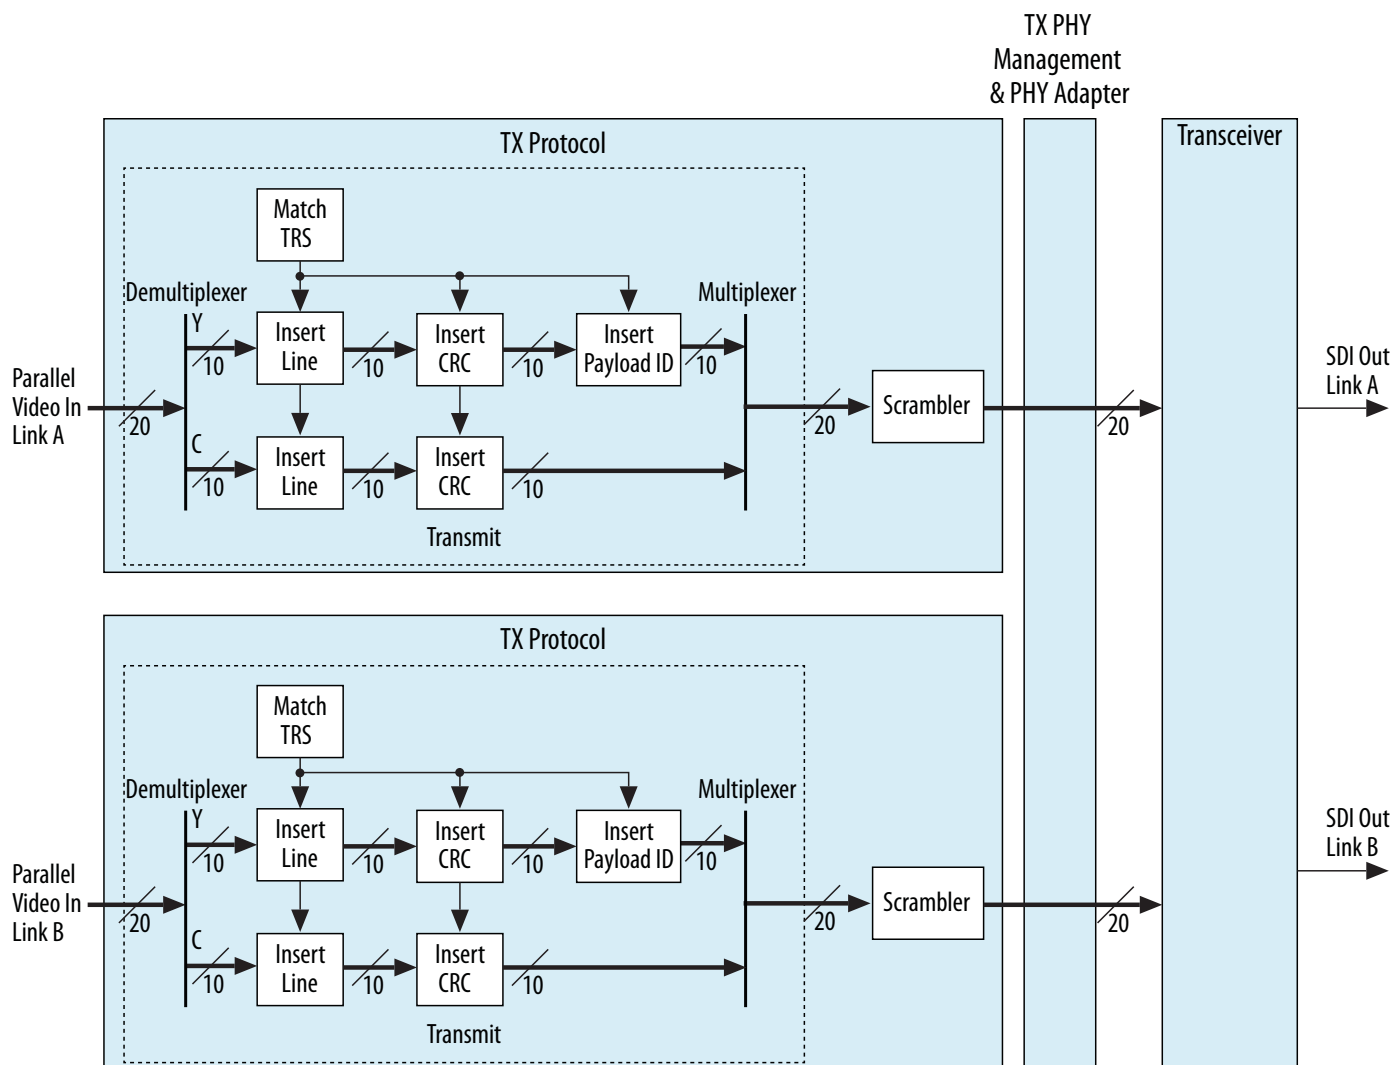 TX PHY
Management
& PHY Adapter
TX Protocol
Transceiver
Match
TRS
Demultiplexer
Multiplexer
Y
Insert
Line
Insert
CRC
Insert
Payload ID
10
10
10
10
Parallel
Video In
Link A
20
20
Scrambler
20
SDI Out
Link A
C
Insert
Line
Insert
CRC
10
10
10
Transmit
TX Protocol
Match
TRS
Demultiplexer
Multiplexer
Y
Insert
Line
Insert
CRC
Insert
Payload ID
10
10
10
10
Parallel
Video In
Link B
20
20
Scrambler
20
SDI Out
Link B
C
Insert
Line
Insert
CRC
10
10
10
Transmit